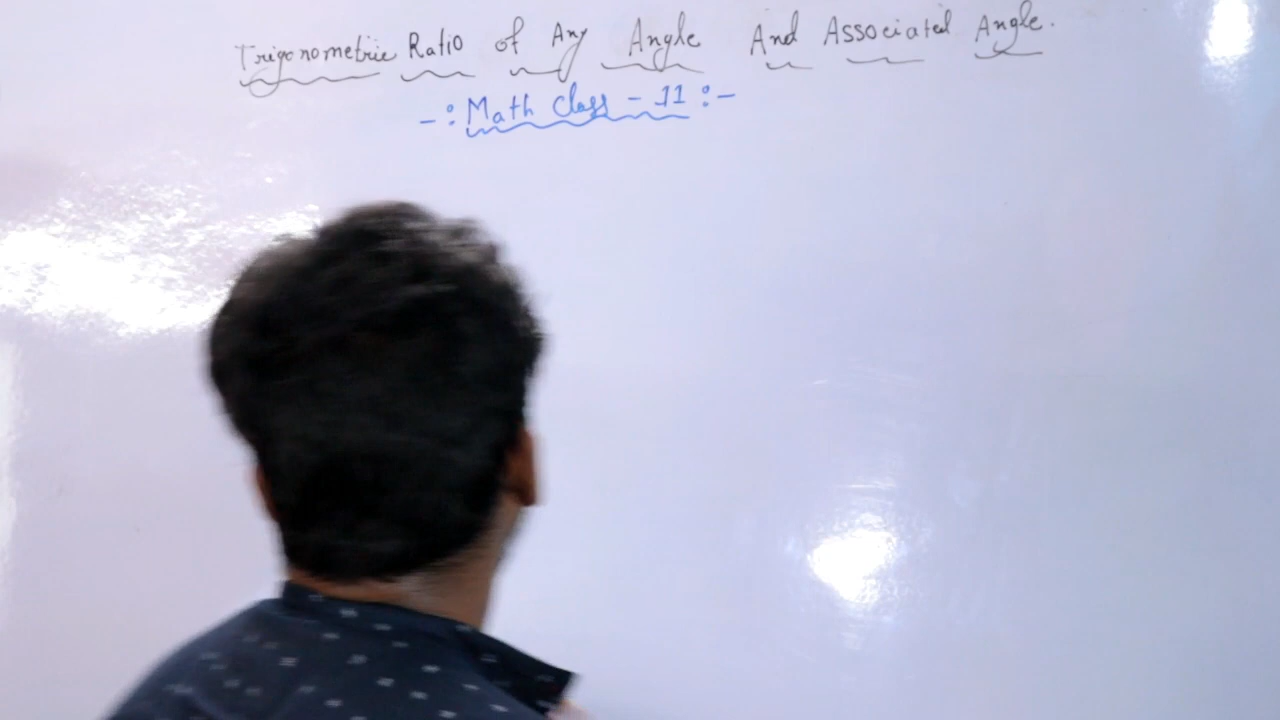 Trigonometric Ratio of Any Angle And Associated Angle.
-: Math Class - 11 :-